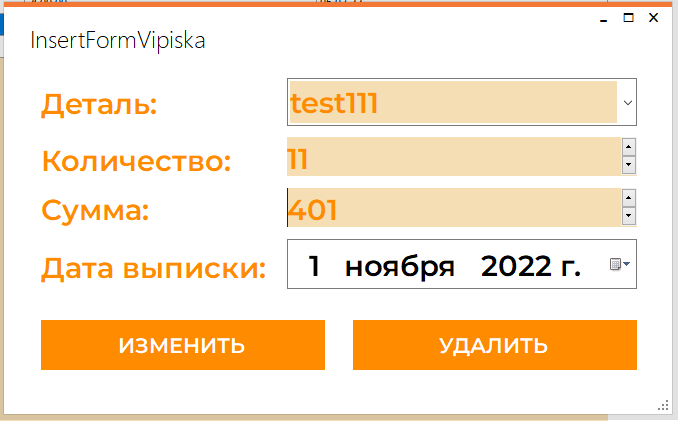 InsertFormVipiska
Деталь: test111
Количество: 11
Сумма: 401
Дата выписки: 1 ноября 2022 г.
ИЗМЕНИТЬ УДАЛИТЬ